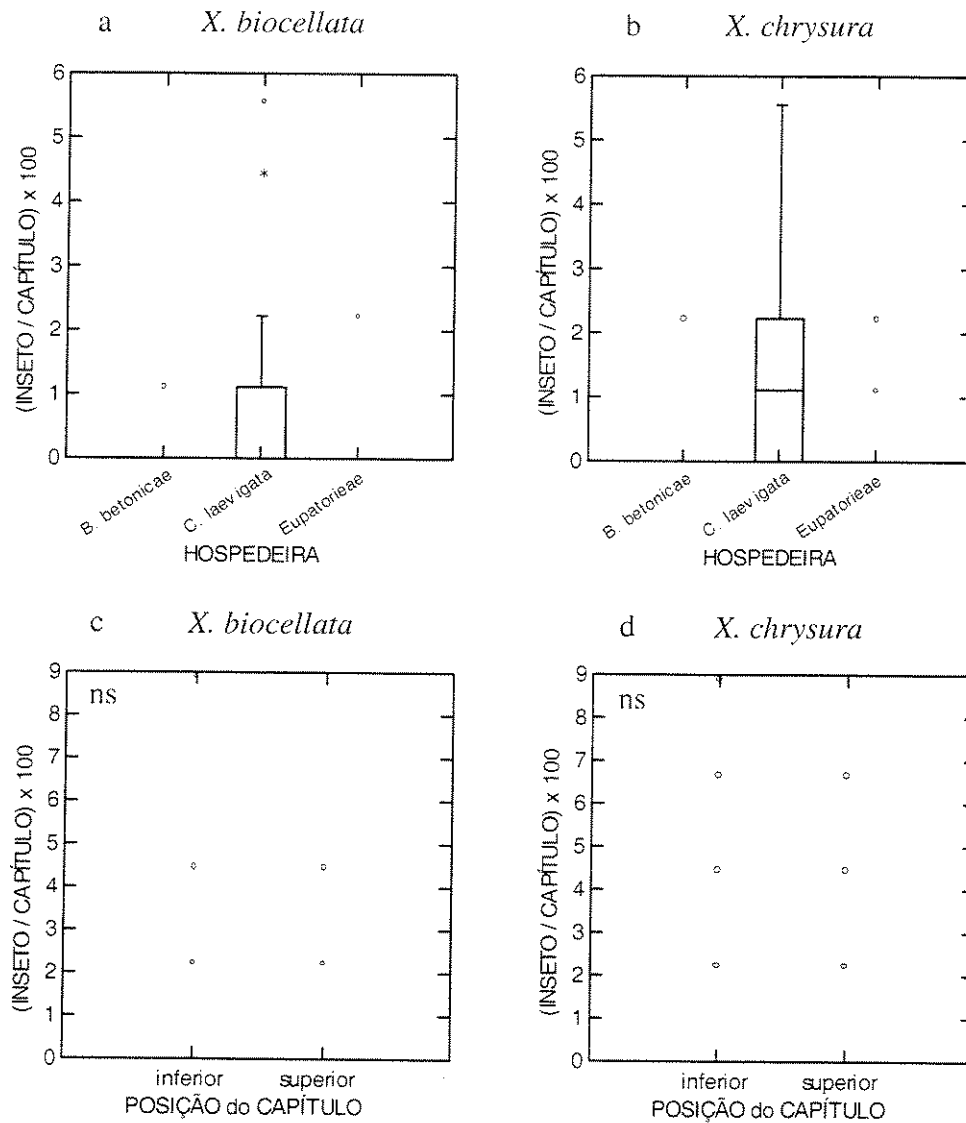 a X. biocellata
6
5
4
3
2
1
0
(INSETO / CAPÍTULO) x 100
B. betonicae
C. laevigata
Eupatorieae
HOSPEDEIRA
b X. chrysura
6
5
4
3
2
1
0
(INSETO / CAPÍTULO) x 100
B. betonicae
C. laevigata
Eupatorieae
HOSPEDEIRA
c X. biocellata
ns
9
8
7
6
5
4
3
2
1
0
(INSETO / CAPÍTULO) x 100
inferior superior
POSIÇÃO do CAPÍTULO
d X. chrysura
ns
9
8
7
6
5
4
3
2
1
0
(INSETO / CAPÍTULO) x 100
inferior superior
POSIÇÃO do CAPÍTULO